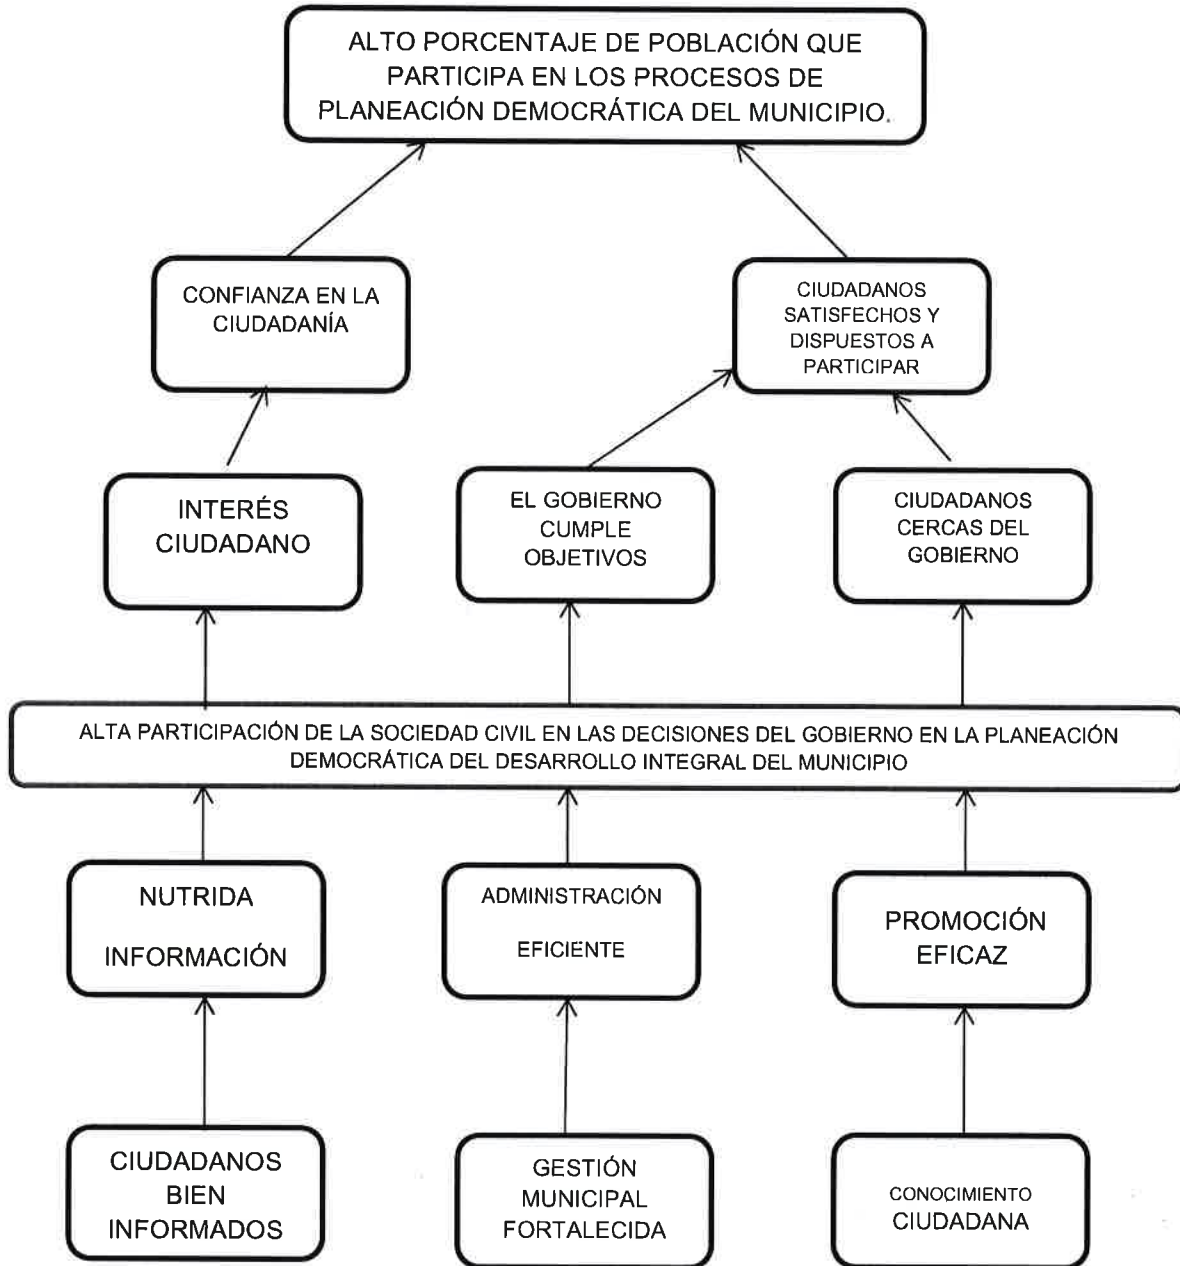 ALTO PORCENTAJE DE POBLACIÓN QUE
PARTICIPA EN LOS PROCESOS DE
PLANEACIÓN DEMOCRÁTICA DEL MUNICIPIO.
CONFIANZA EN LA
CIUDADANÍA
CIUDADANOS
SATISFECHOS Y
DISPUESTOS A
PARTICIPAR
INTERÉS
CIUDADANO
EL GOBIERNO
CUMPLE
OBJETIVOS
CIUDADANOS
CERCAS DEL
GOBIERNO
ALTA PARTICIPACIÓN DE LA SOCIEDAD CIVIL EN LAS DECISIONES DEL GOBIERNO EN LA PLANEACIÓN
DEMOCRÁTICA DEL DESARROLLO INTEGRAL DEL MUNICIPIO
NUTRIDA
INFORMACIÓN
ADMINISTRACIÓN
EFICIENTE
PROMOCIÓN
EFICAZ
CIUDADANOS
BIEN
INFORMADOS
GESTIÓN
MUNICIPAL
FORTALECIDA
CONOCIMIENTO
CIUDADANA